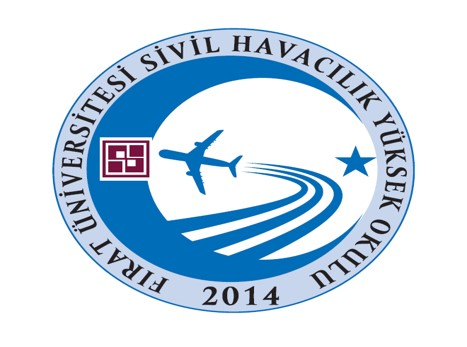 FIRAT ÜNİVERSİTESİ SİVİL HAVACILIK YÜKSEK OKULU
2014